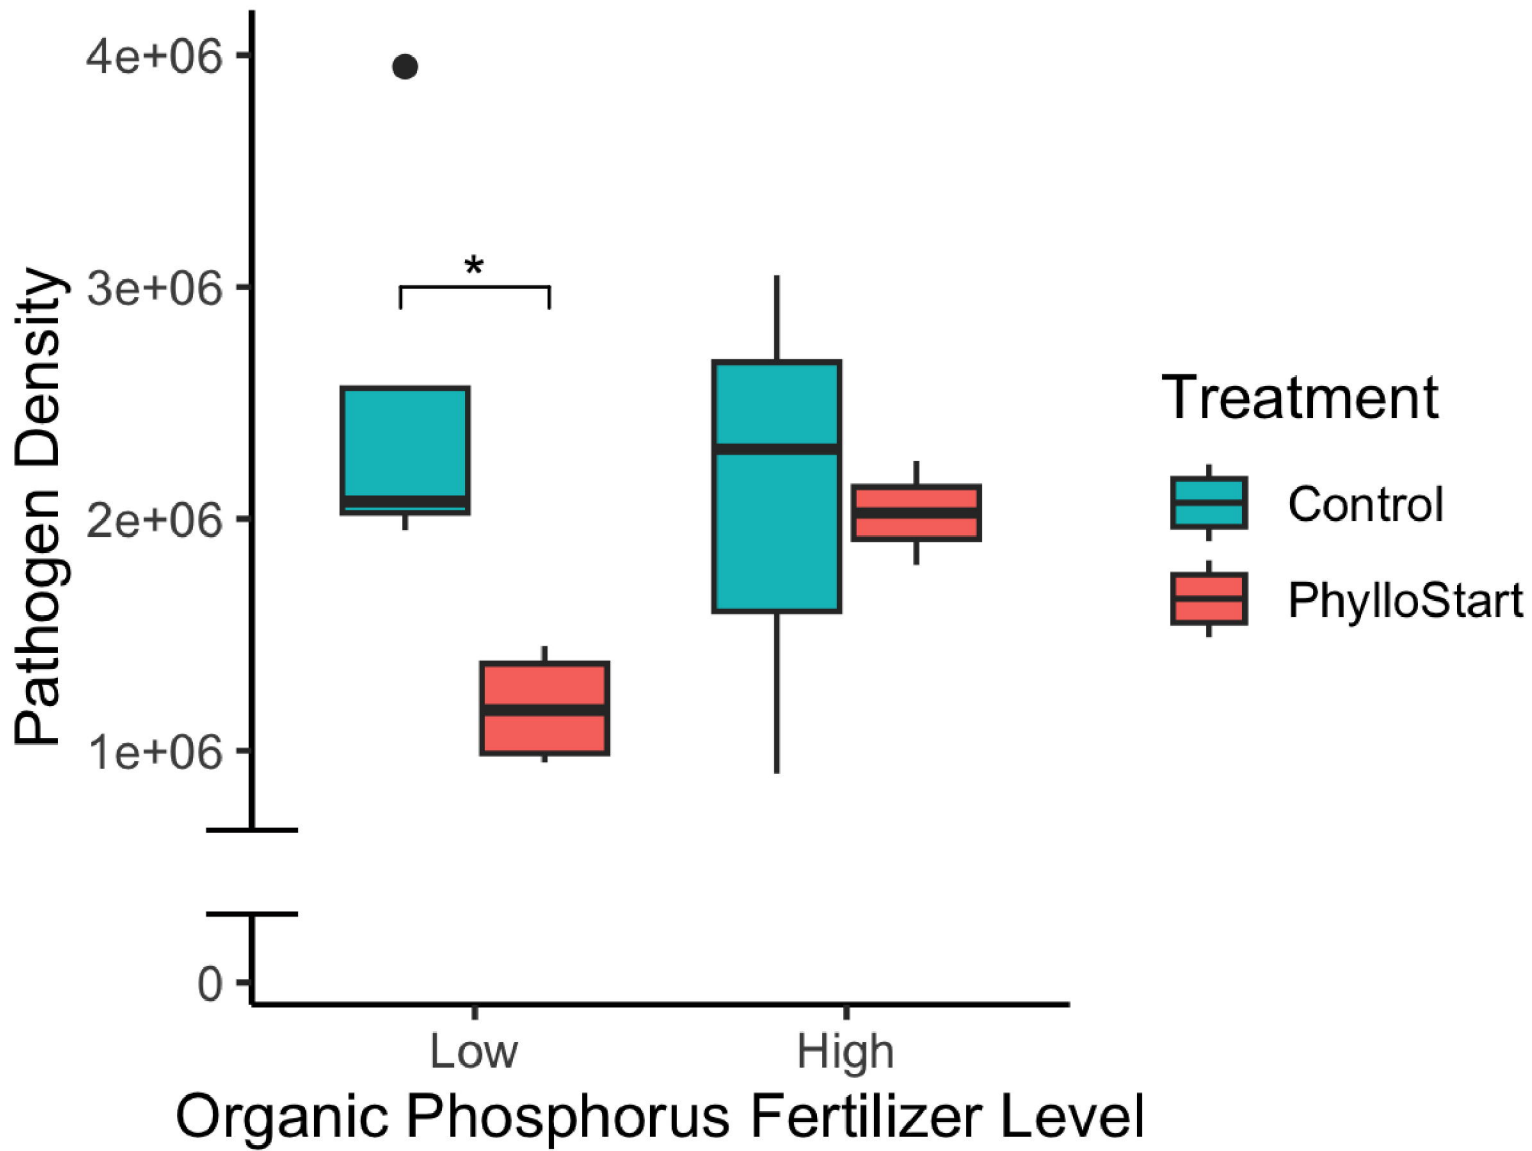 4e+06
3e+06
2e+06
1e+06
0
Pathogen Density
*
Low
High
Organic Phosphorus Fertilizer Level
Treatment
Control
PhylloStart